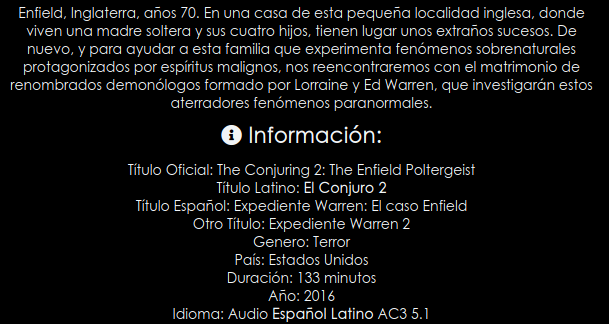 Enfield, Inglaterra, años 70. En una casa de esta pequeña localidad inglesa, donde
viven una madre soltera y sus cuatro hijos, tienen lugar unos extraños sucesos. De
nuevo, y para ayudar a esta familia que experimenta fenómenos sobrenaturales
protagonizados por espíritus malignos, nos reencontraremos con el matrimonio de
renombrados demonólogos formado por Lorraine y Ed Warren, que investigarán estos
aterradores fenómenos paranormales.
Información:
Título Oficial: The Conjuring 2: The Enfield Poltergeist
Título Latino: El Conjuro 2
Título Español: Expediente Warren: El caso Enfield
Otro Título: Expediente Warren 2
Genero: Terror
País: Estados Unidos
Duración: 133 minutos
Año: 2016
Idioma: Audio Español Latino AC3 5.1